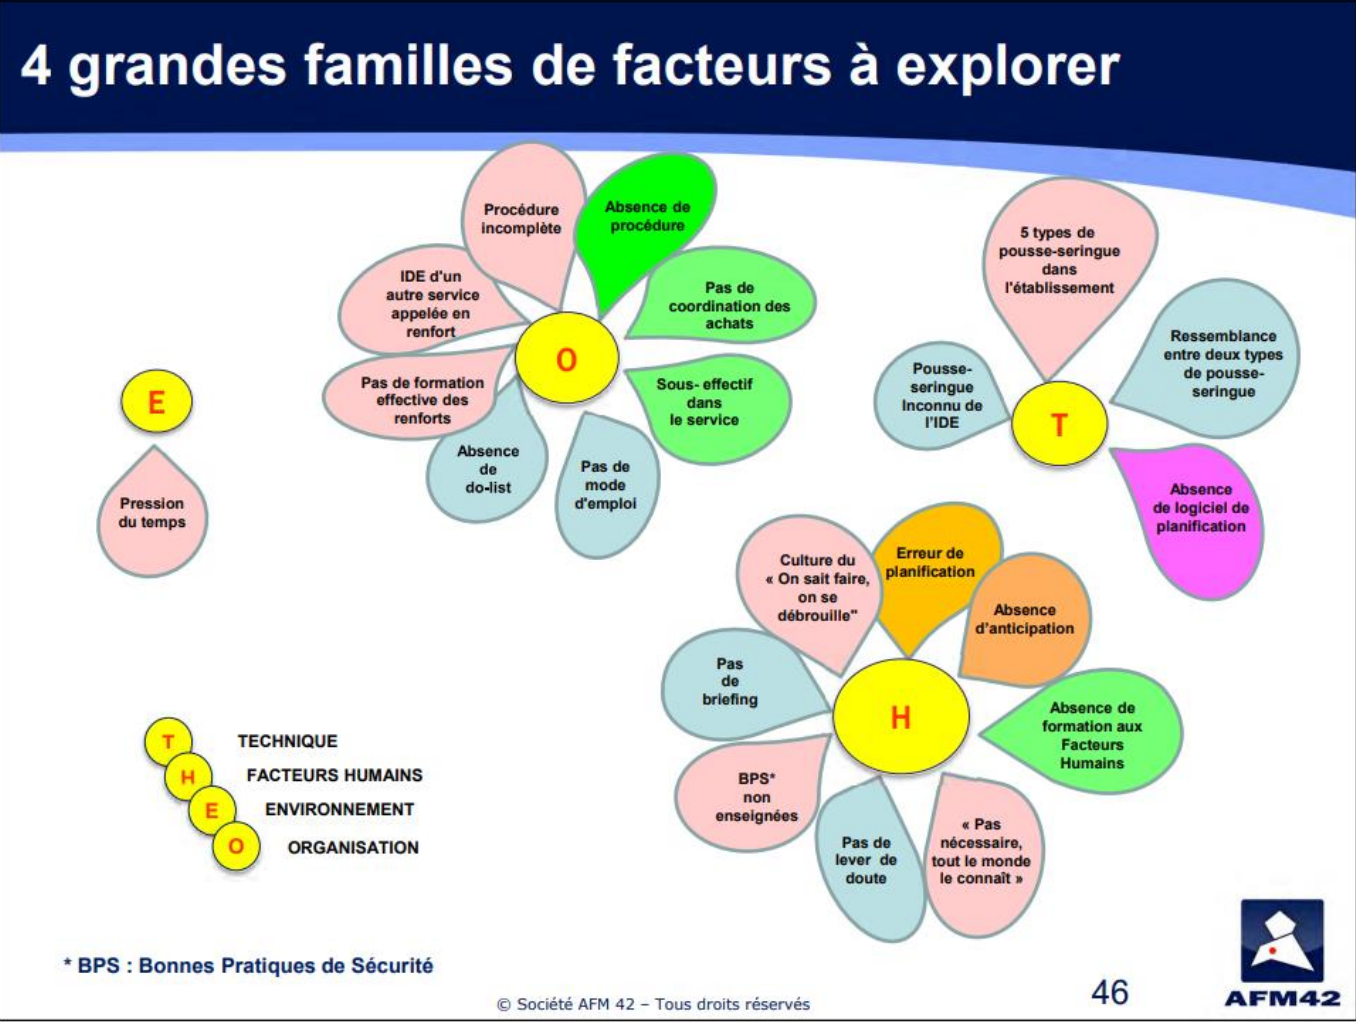 4 grandes familles de facteurs à explorer
Procédure
incomplète
Absence de
procédure
IDE d'un
autre service
appelée en
renfort
Pas de
coordination des
achats
O
Pas de formation
effective des
renforts
Sous- effectif
dans
le service
Absence
de
do-list
Pas de
mode
d'emploi
E
Pression
du temps
5 types de
pousse-seringue
dans
l'établissement
Ressemblance
entre deux types
de pousse-
seringue
Pousse-
seringue
Inconnu de
l'IDE
T
Absence
de logiciel de
planification
Culture du
« On sait faire,
on se
débrouille"
Erreur de
planification
Absence
d'anticipation
Pas
de
briefing
H
Absence de
formation aux
Facteurs
Humains
BPS*
non
enseignées
Pas de
lever de
doute
« Pas
nécessaire,
tout le monde
le connaît »
T TECHNIQUE
H FACTEURS HUMAINS
E ENVIRONNEMENT
O ORGANISATION
* BPS : Bonnes Pratiques de Sécurité
© Société AFM 42 – Tous droits réservés
46
AFM42